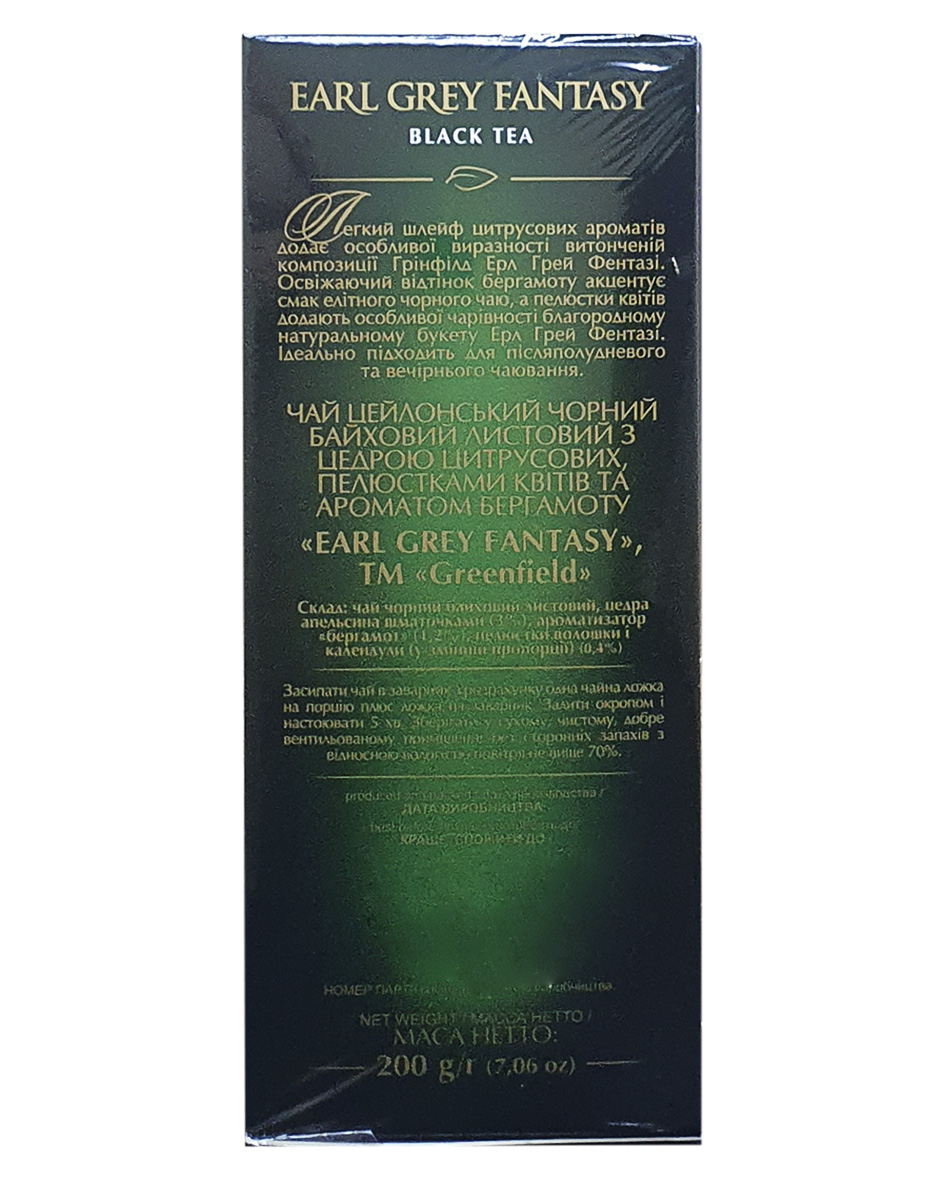 EARL GREY FANTASY
BLACK TEA
Легкий шлейф цитрусових ароматів
додає особливої виразності витонченій
композиції Грінфілд Ерл Грей Фентазі.
Освіжаючий відтінок бергамоту акцентує
смак елітного чорного чаю, а пелюстки квітів
додають особливої чарівності благородному
натуральному букету Ерл Грей Фентазі.
Ідеально підходить для післяполудневого
та вечірнього чаювання.
ЧАЙ ЦЕЙЛОНСЬКИЙ ЧОРНИЙ
БАЙХОВИЙ ЛИСТОВИЙ З
ЦЕДРОЮ ЦИТРУСОВИХ,
ПЕЛЮСТКАМИ КВІТІВ ТА
АРОМАТОМ БЕРГАМОТУ
«EARL GREY FANTASY»,
ТМ «Greenfield»
Склад: чай чорний байховий листовий, цедра
апельсина шматочками (3%), ароматизатор
«бергамот» (1,2%), пелюстки волошки і
календули (у змінній пропорції) (0,4%)
Засипати чай в заварник з розрахунку одна чайна ложка
на порцію плюс ложка на заварник. Залити окропом і
настоювати 5 хв. Зберігати у сухому, чистому, добре
вентильованому приміщенні без сторонніх запахів з
відносною вологістю повітря не вище 70%.
produced
ДАТА ВИРОБНИЦТВА:
КРАЩЕ СПОЖИТИ ДО
НОМЕР ПАРТІЇ
NET WEIGHT / МАССА НЕТТО /
МАСА НЕТТО:
200 g/г (7,06 oz)